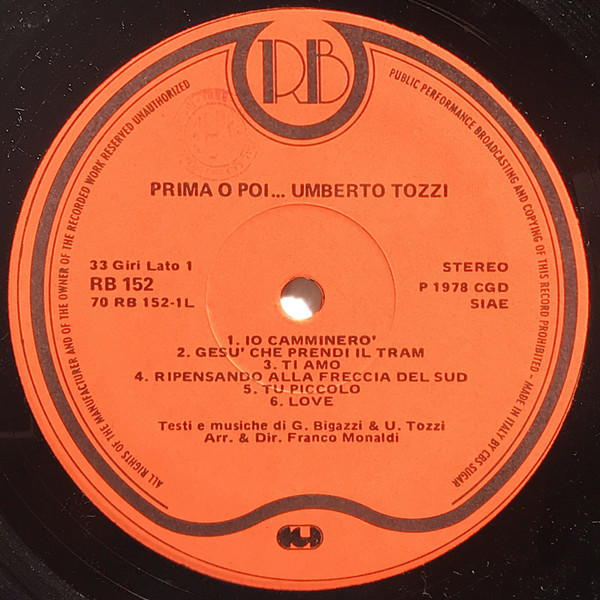 RB
ALL RIGHTS OF THE MANUFACTURER AND OF THE OWNER OF THE RECORDED WORK RESERVED UNAUTHORIZED
PUBLIC PERFORMANCE BROADCASTING AND COPYING OF THIS RECORD PROHIBITED - MADE IN ITALY BY CBS SUGAR
PRIMA O POI... UMBERTO TOZZI
33 Giri Lato 1
RB 152
70 RB 152-1L
STEREO
P 1978 CGD
SIAE
1. IO CAMMINERO'
2. GESU' CHE PRENDI IL TRAM
3. TI AMO
4. RIPENSANDO ALLA FRECCIA DEL SUD
5. TU PICCOLO
6. LOVE
Testi e musiche di G. Bigazzi & U. Tozzi
Arr. & Dir. Franco Monaldi